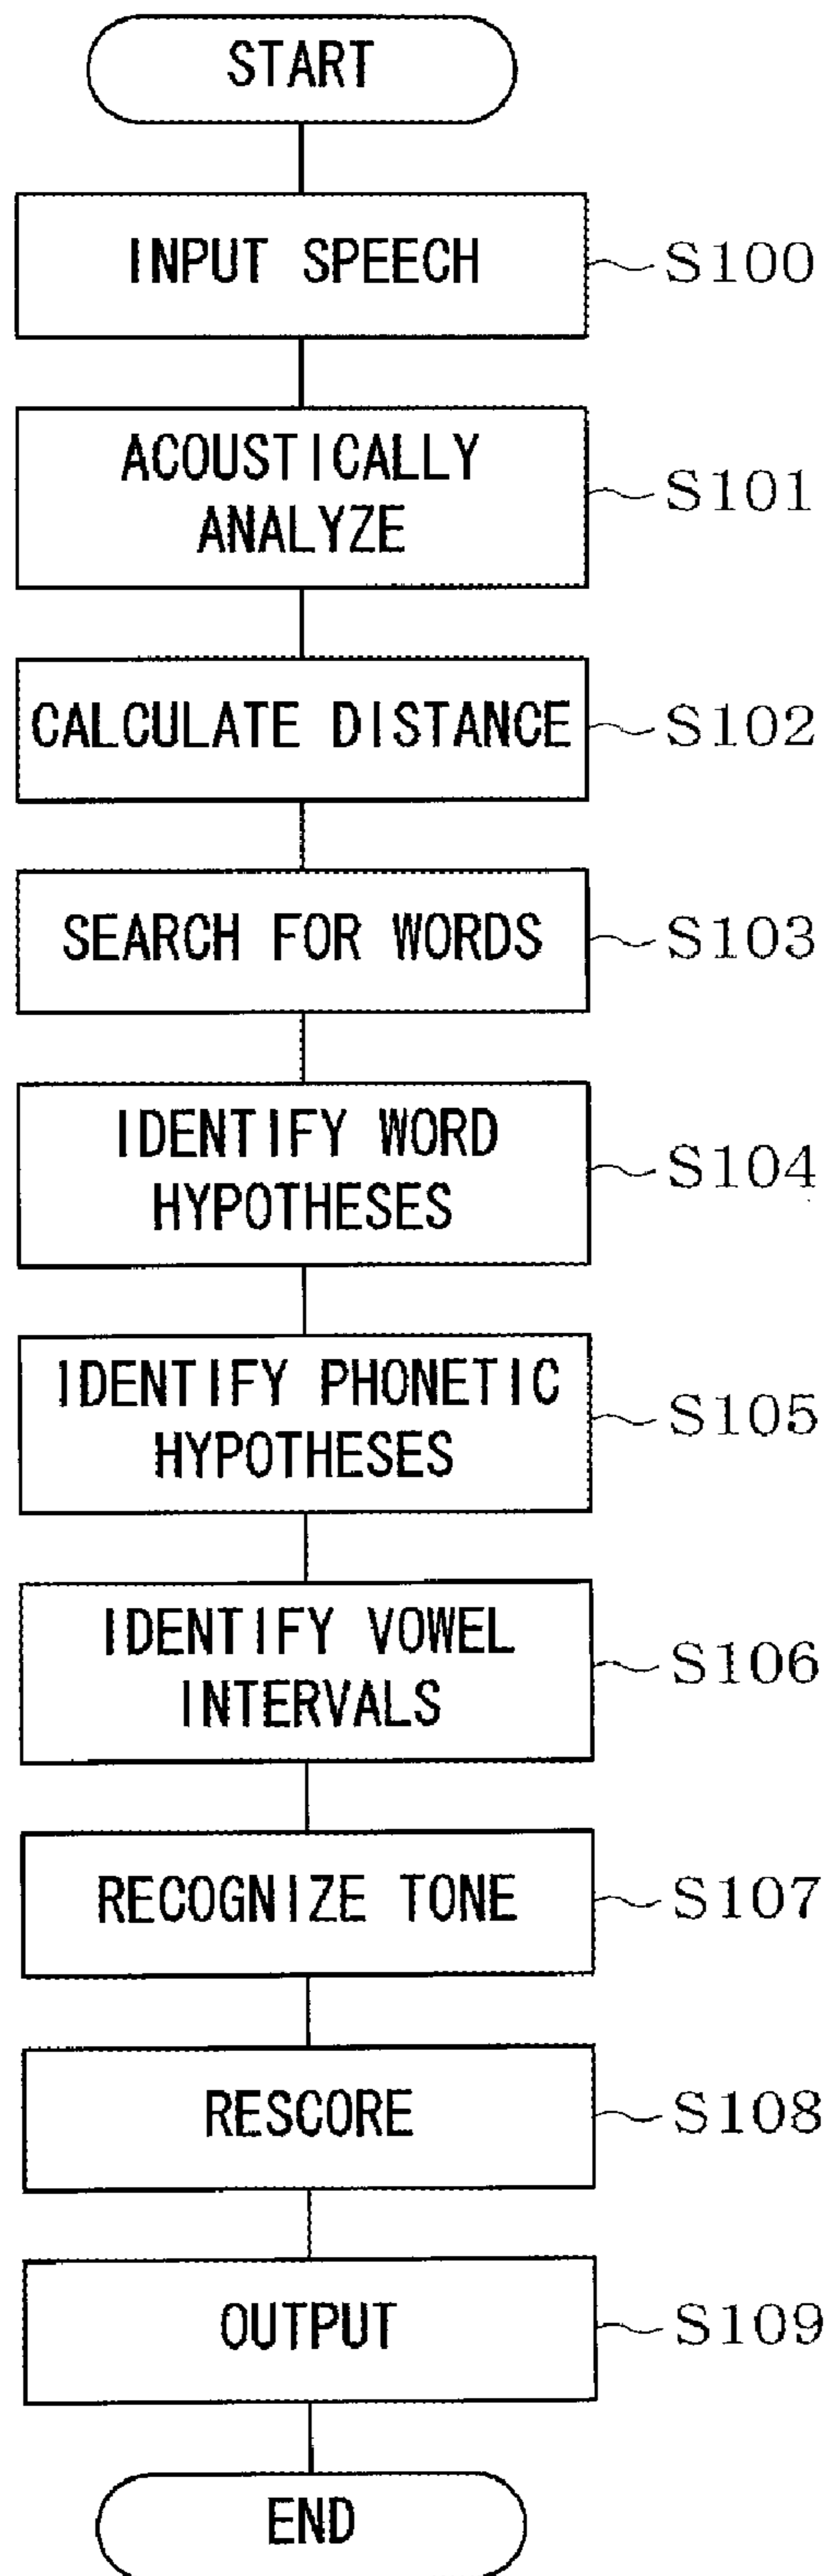 START
INPUT SPEECH
S100
ACOUSTICALLY
ANALYZE
S101
CALCULATE DISTANCE
S102
SEARCH FOR WORDS
S103
IDENTIFY WORD
HYPOTHESES
S104
IDENTIFY PHONETIC
HYPOTHESES
S105
IDENTIFY VOWEL
INTERVALS
S106
RECOGNIZE TONE
S107
RESCORE
S108
OUTPUT
S109
END